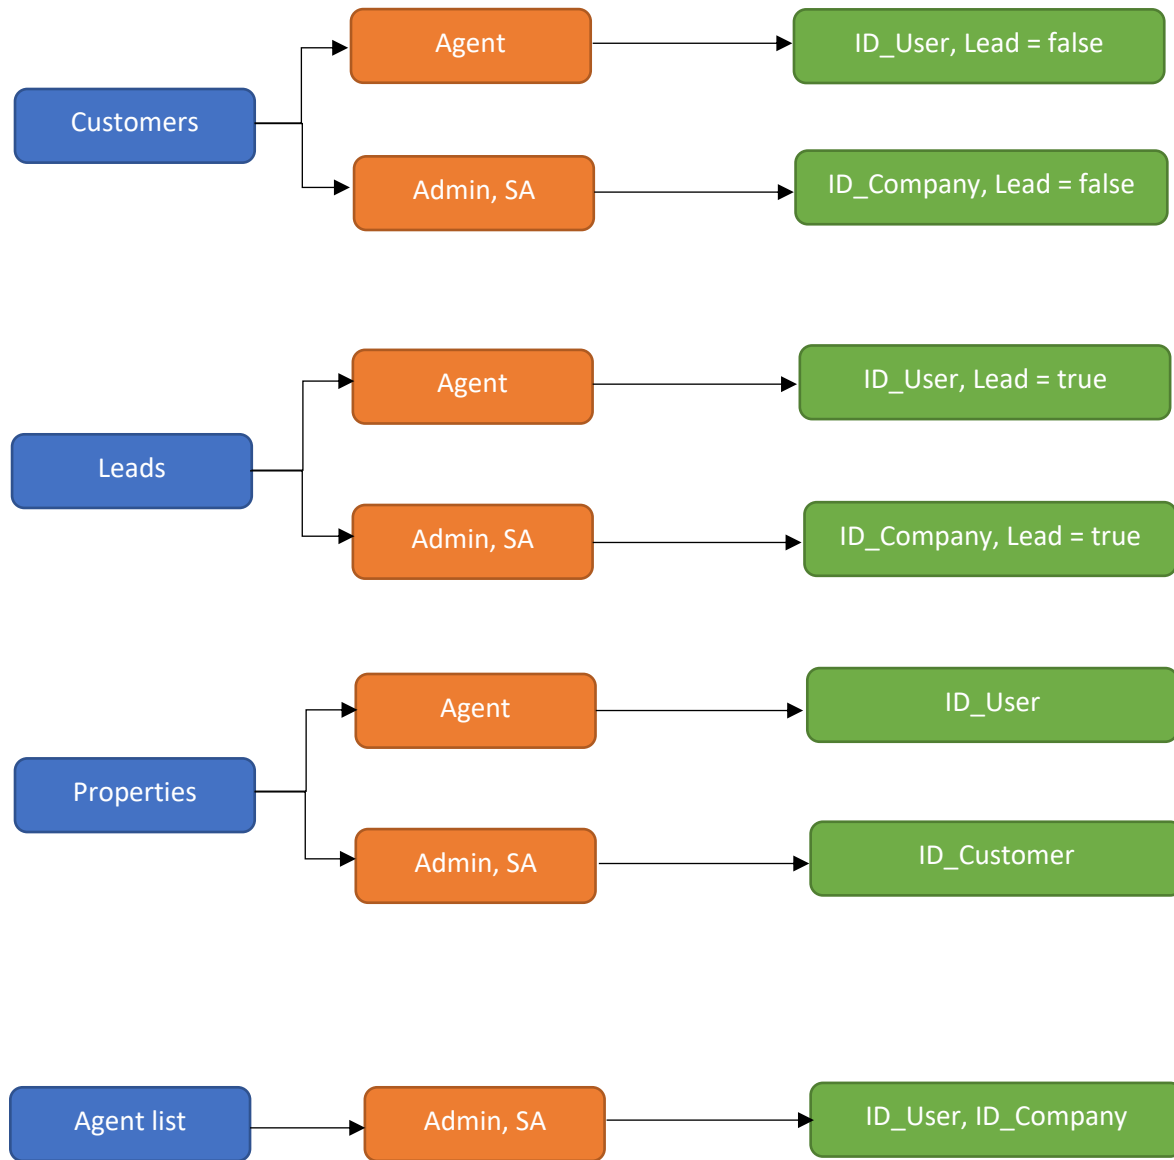 Agent
ID_User, Lead = false
Customers
Admin, SA
ID_Company, Lead = false
Agent
ID_User, Lead = true
Leads
Admin, SA
ID_Company, Lead = true
Agent
ID_User
Properties
Admin, SA
ID_Customer
Agent list
Admin, SA
ID_User, ID_Company